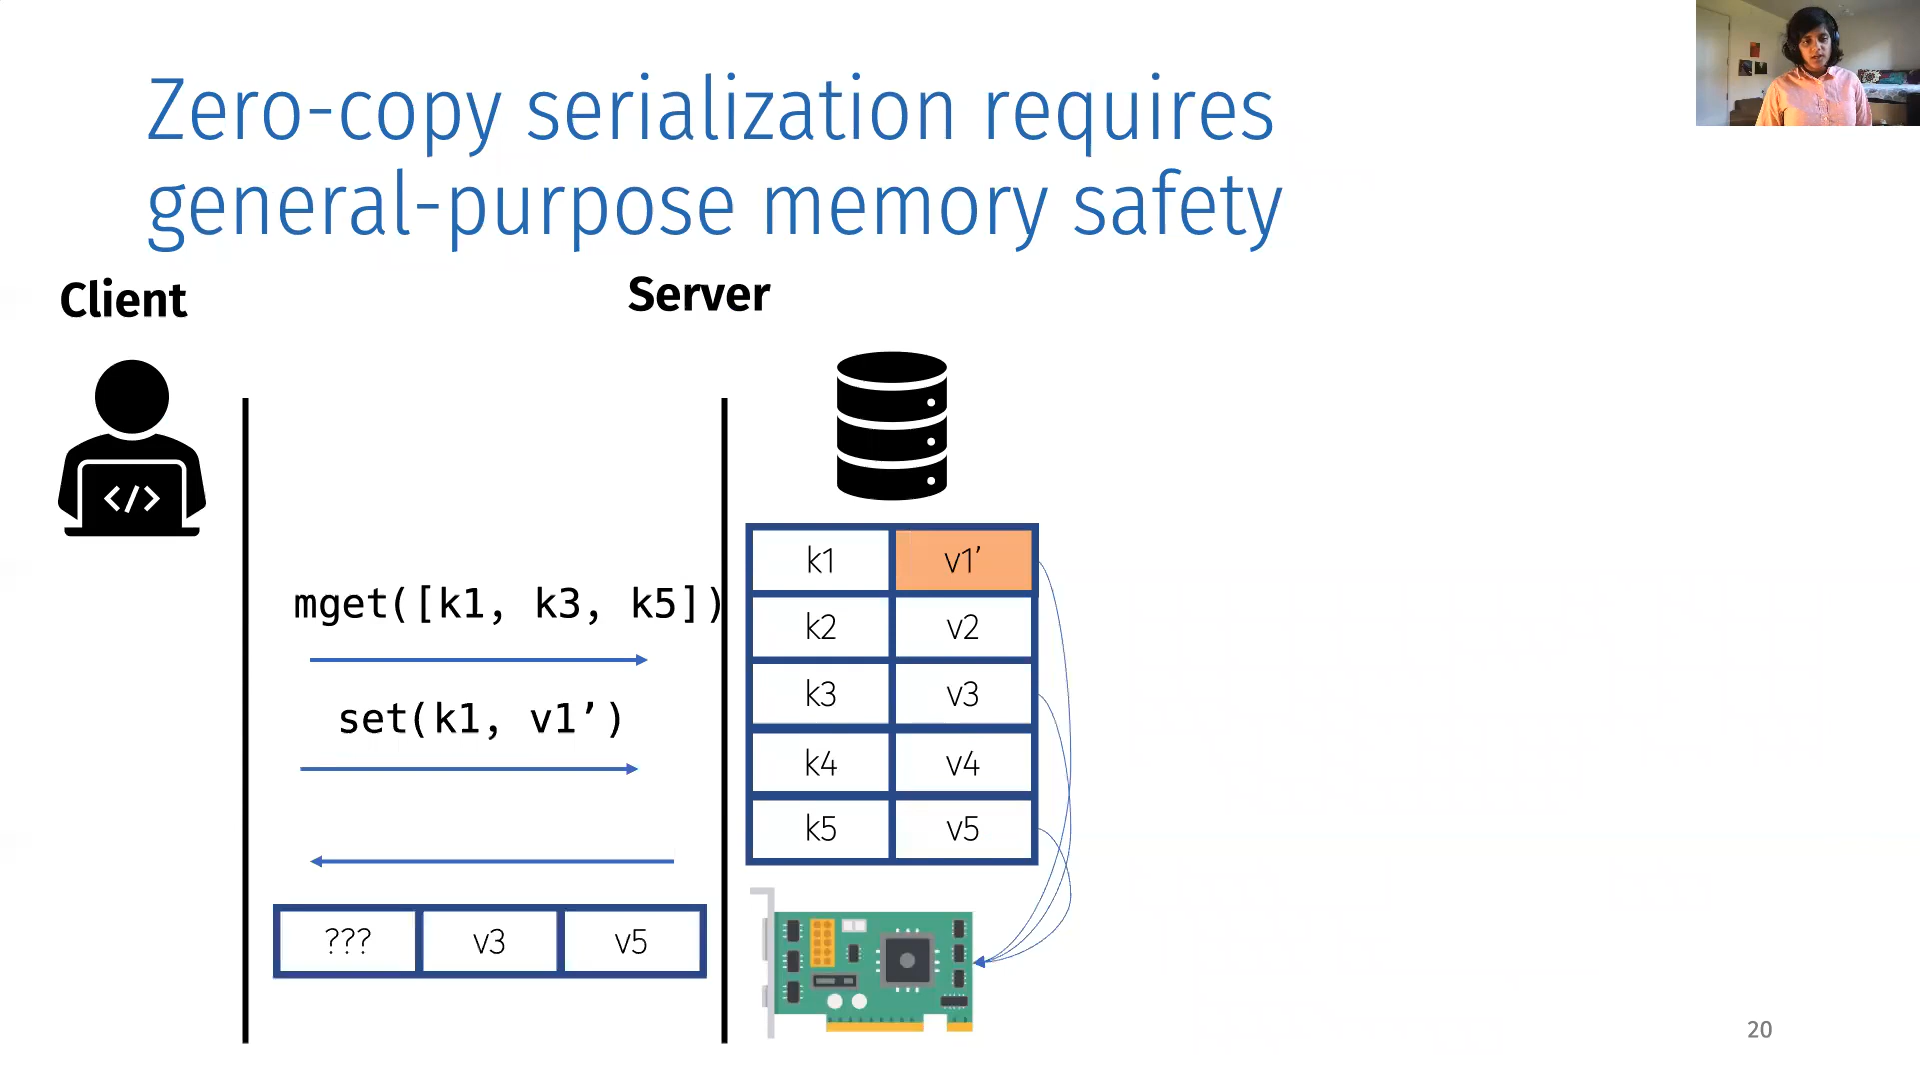 Zero-copy serialization requires
general-purpose memory safety
Client
Server
</>
mget([k1, k3, k5])
set(k1, v1’)
k1 v1’
k2 v2
k3 v3
k4 v4
k5 v5
??? v3 v5
20